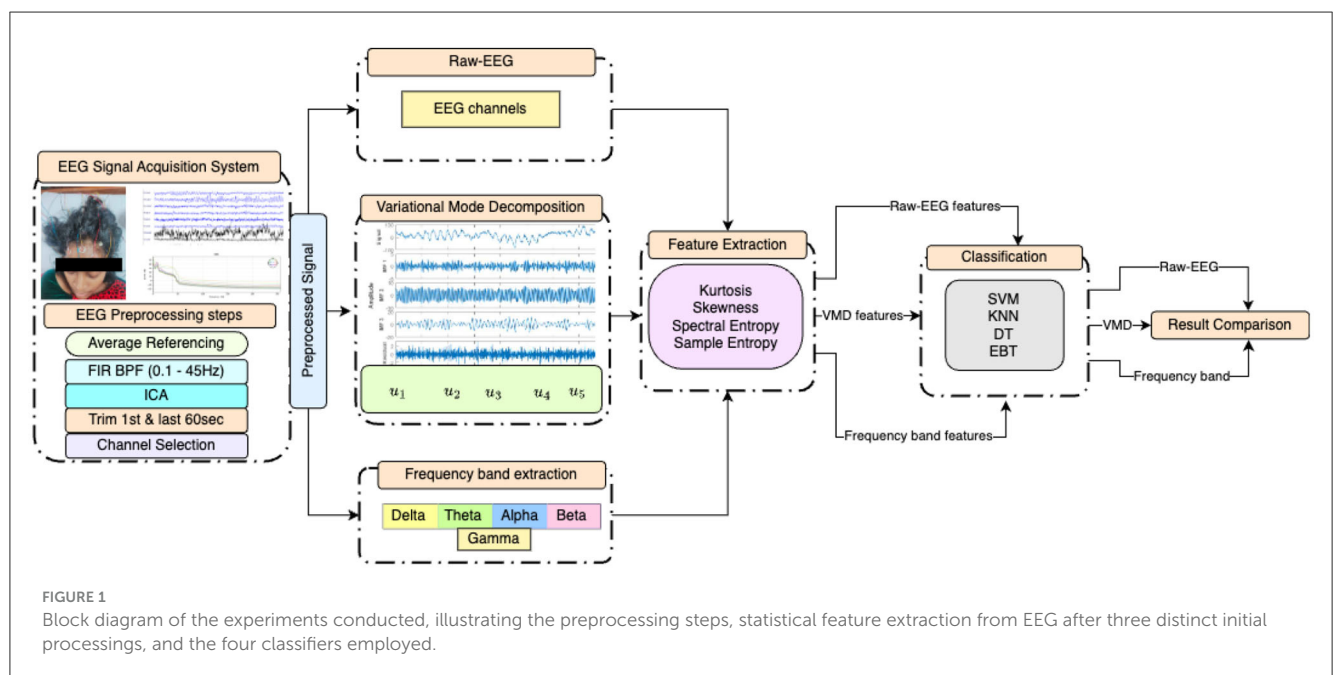 Raw-EEG
EEG channels
EEG Signal Acquisition System
EEG Preprocessing steps
Average Referencing
FIR BPF (0.1 - 45Hz)
ICA
Trim 1st & last 60sec
Channel Selection
Preprocessed Signal
Variational Mode Decomposition
Amplitude
u1 u2 u3 u4 u5
Frequency band extraction
Delta Theta Alpha Beta
Gamma
Feature Extraction
Kurtosis
Skewness
Spectral Entropy
Sample Entropy
Raw-EEG features
VMD features
Frequency band features
Classification
SVM
KNN
DT
EBT
Raw-EEG
VMD
Frequency band
Result Comparison
FIGURE 1
Block diagram of the experiments conducted, illustrating the preprocessing steps, statistical feature extraction from EEG after three distinct initial
processings, and the four classifiers employed.